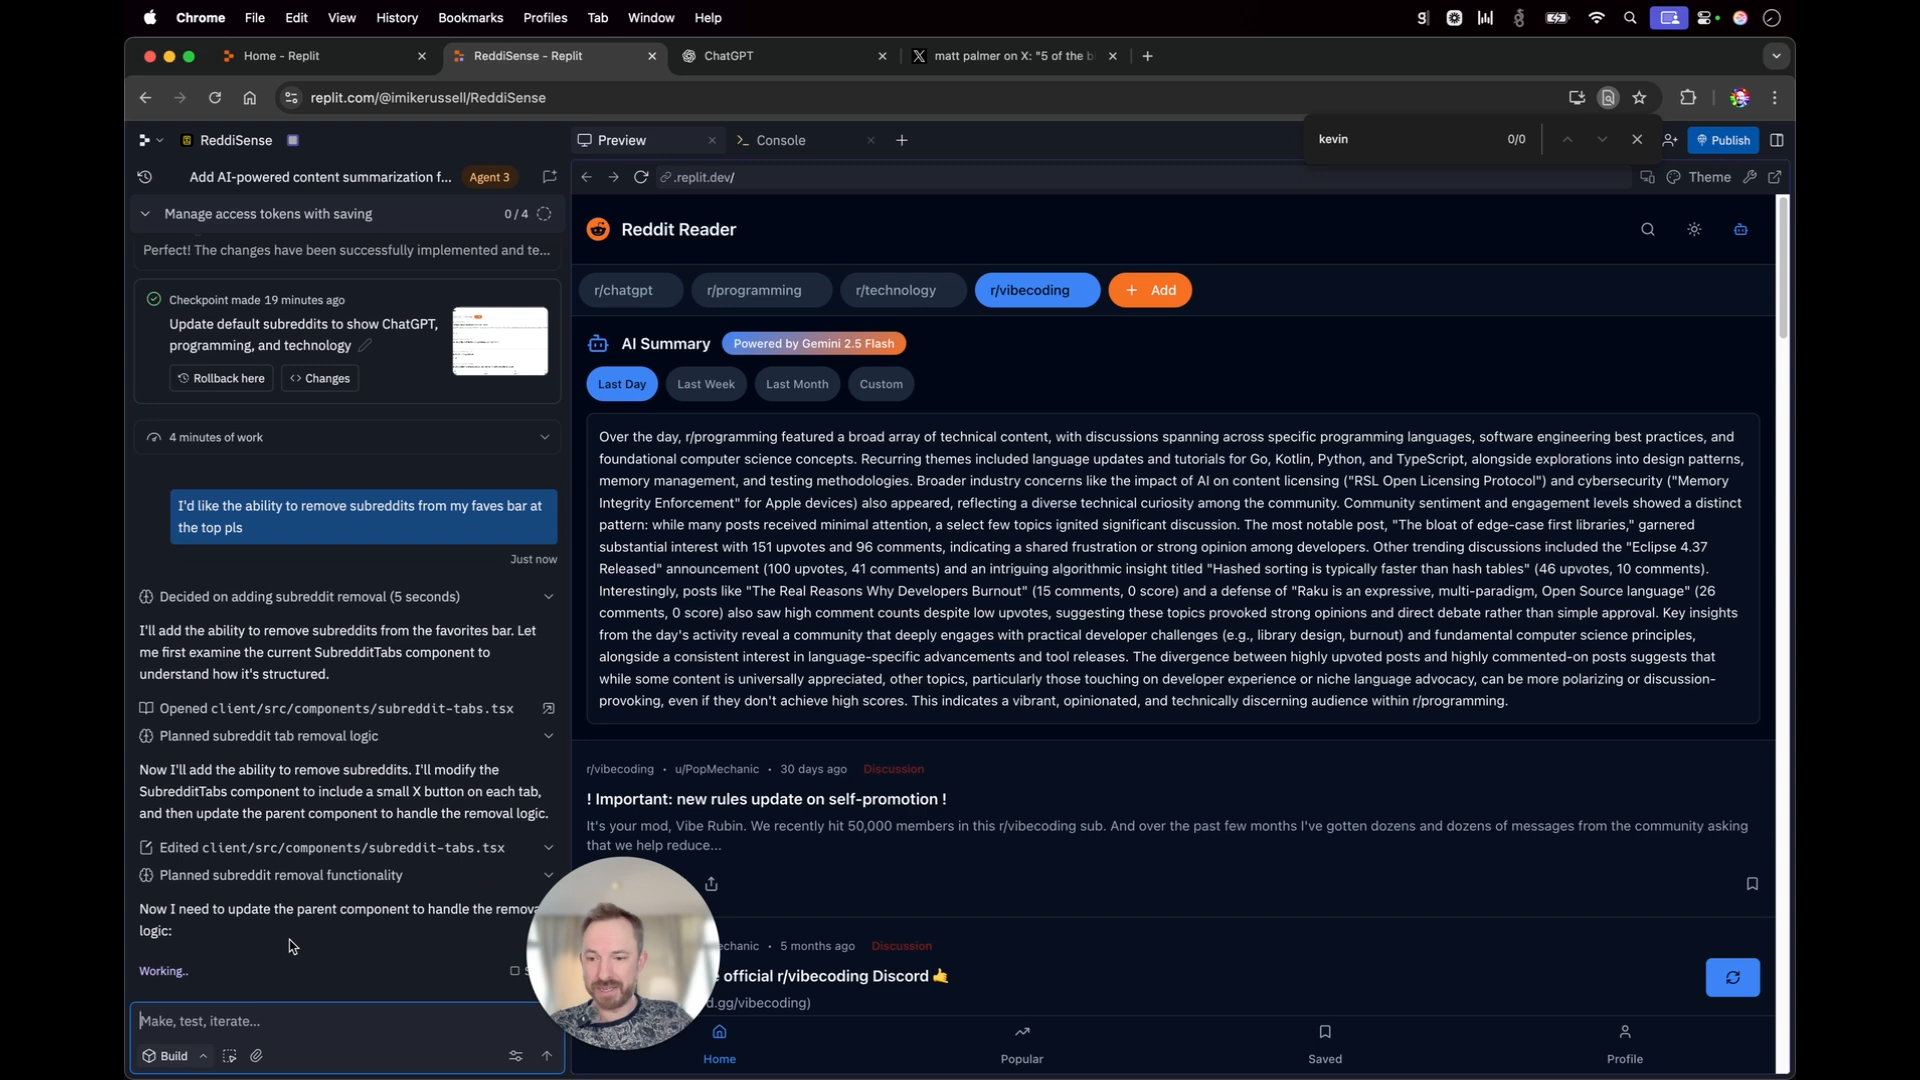 Chrome File Edit View History Bookmarks Profiles Tab Window Help
Home - Replit
ReddiSense - Replit
ChatGPT
matt palmer on X: "5 of the bi
replit.com/@imikerussell/ReddiSense
kevin 0/0
ReddiSense
Preview
Console
Publish
Add AI-powered content summarization f... Agent 3
.replit.dev/
Theme
Manage access tokens with saving 0 / 4
Perfect! The changes have been successfully implemented and te...
Checkpoint made 19 minutes ago
Update default subreddits to show ChatGPT,
programming, and technology
Rollback here
Changes
4 minutes of work
I'd like the ability to remove subreddits from my faves bar at
the top pls
Just now
Decided on adding subreddit removal (5 seconds)
I'll add the ability to remove subreddits from the favorites bar. Let
me first examine the current SubredditTabs component to
understand how it's structured.
Opened client/src/components/subreddit-tabs.tsx
Planned subreddit tab removal logic
Now I'll add the ability to remove subreddits. I'll modify the
SubredditTabs component to include a small X button on each tab,
and then update the parent component to handle the removal logic.
Edited client/src/components/subreddit-tabs.tsx
Planned subreddit removal functionality
Now I need to update the parent component to handle the remova
logic:
Working..
Make, test, iterate...
Build
Reddit Reader
r/chatgpt
r/programming
r/technology
r/vibecoding
+ Add
AI Summary
Powered by Gemini 2.5 Flash
Last Day
Last Week
Last Month
Custom
Over the day, r/programming featured a broad array of technical content, with discussions spanning across specific programming languages, software engineering best practices, and
foundational computer science concepts. Recurring themes included language updates and tutorials for Go, Kotlin, Python, and TypeScript, alongside explorations into design patterns,
memory management, and testing methodologies. Broader industry concerns like the impact of AI on content licensing ("RSL Open Licensing Protocol") and cybersecurity ("Memory
Integrity Enforcement" for Apple devices) also appeared, reflecting a diverse technical curiosity among the community. Community sentiment and engagement levels showed a distinct
pattern: while many posts received minimal attention, a select few topics ignited significant discussion. The most notable post, "The bloat of edge-case first libraries," garnered
substantial interest with 151 upvotes and 96 comments, indicating a shared frustration or strong opinion among developers. Other trending discussions included the "Eclipse 4.37
Released" announcement (100 upvotes, 41 comments) and an intriguing algorithmic insight titled "Hashed sorting is typically faster than hash tables" (46 upvotes, 10 comments).
Interestingly, posts like "The Real Reasons Why Developers Burnout" (15 comments, 0 score) and a defense of "Raku is an expressive, multi-paradigm, Open Source language" (26
comments, 0 score) also saw high comment counts despite low upvotes, suggesting these topics provoked strong opinions and direct debate rather than simple approval. Key insights
from the day's activity reveal a community that deeply engages with practical developer challenges (e.g., library design, burnout) and fundamental computer science principles,
alongside a consistent interest in language-specific advancements and tool releases. The divergence between highly upvoted posts and highly commented-on posts suggests that
while some content is universally appreciated, other topics, particularly those touching on developer experience or niche language advocacy, can be more polarizing or discussion-
provoking, even if they don't achieve high scores. This indicates a vibrant, opinionated, and technically discerning audience within r/programming.
r/vibecoding • u/PopMechanic • 30 days ago Discussion
! Important: new rules update on self-promotion !
It's your mod, Vibe Rubin. We recently hit 50,000 members in this r/vibecoding sub. And over the past few months I've gotten dozens and dozens of messages from the community asking
that we help reduce...
echanic • 5 months ago Discussion
official r/vibecoding Discord 🤙
d.gg/vibecoding)
Home
Popular
Saved
Profile